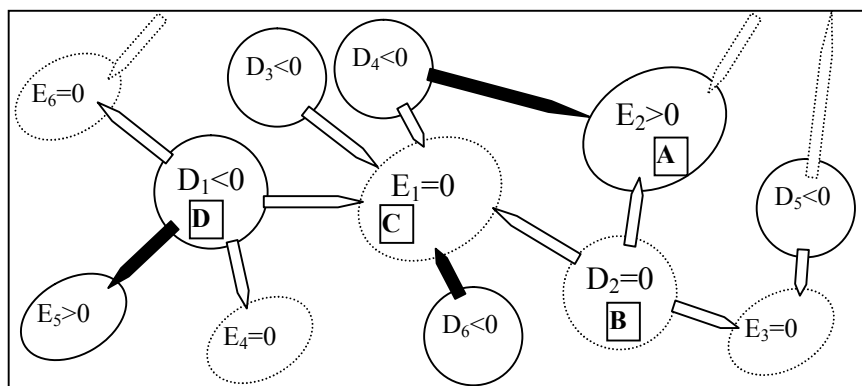 E₆=0
D₃<0
D₄<0
E₂>0
A
D₁<0
D
E₁=0
C
D₅<0
D₂=0
B
E₅>0
E₄=0
D₆<0
E₃=0